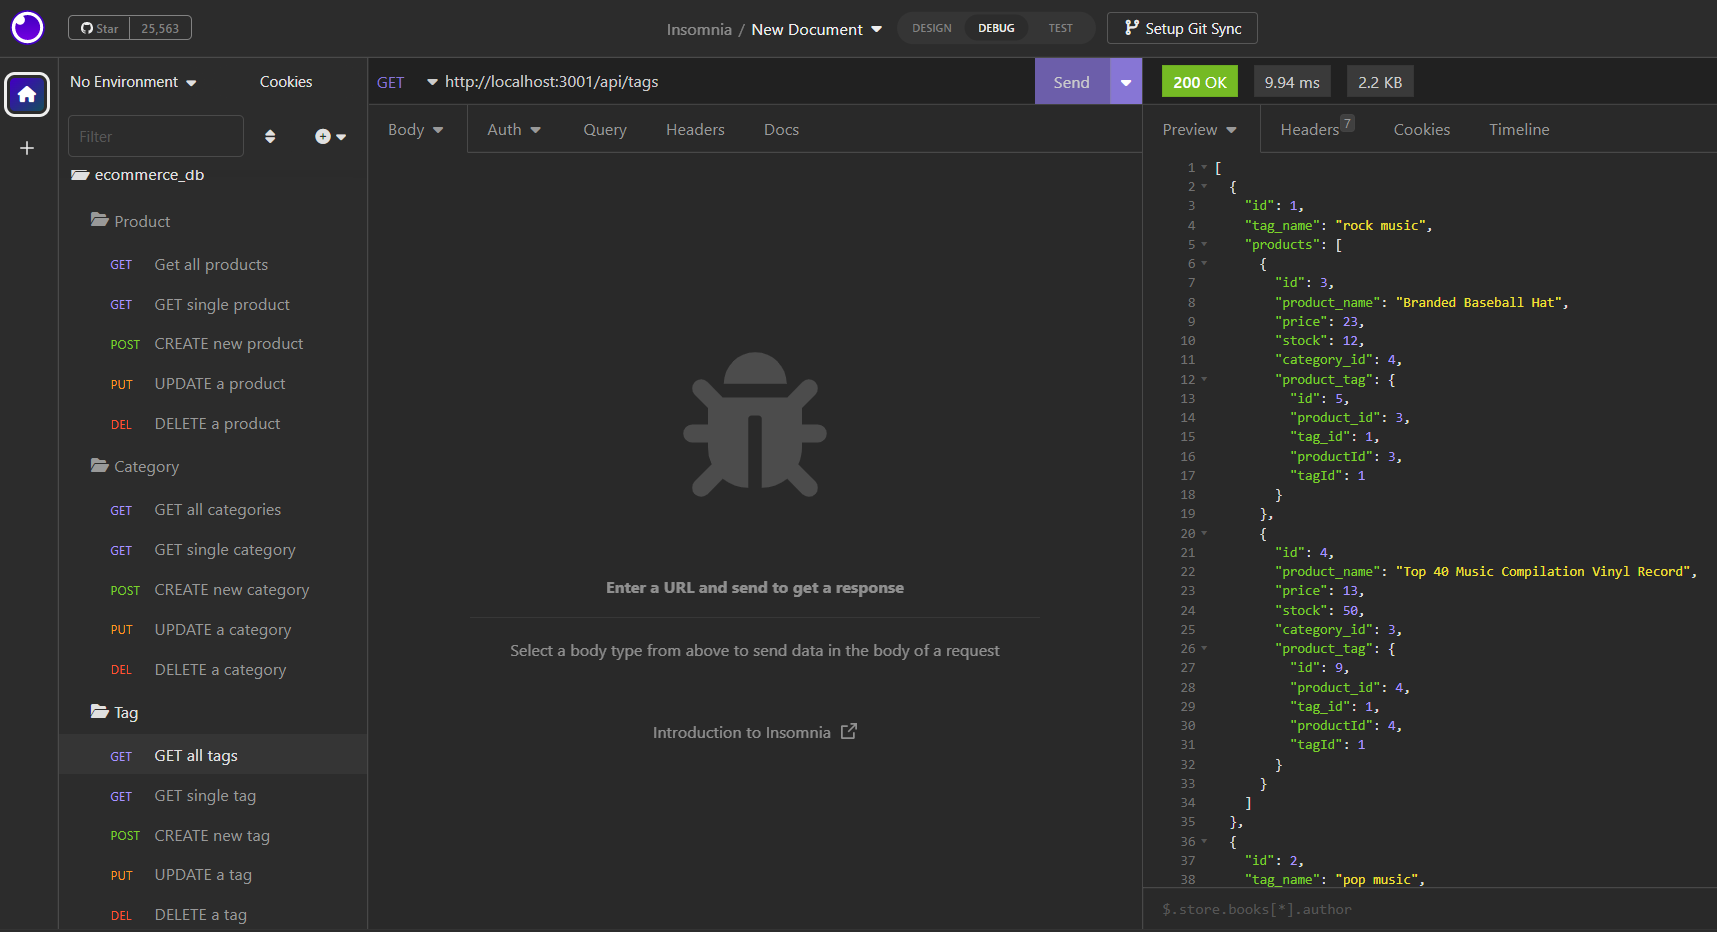 Star 25,563
Insomnia / New Document
DESIGN DEBUG TEST
Setup Git Sync
No Environment Cookies
Filter
ecommerce_db
Product
GET Get all products
GET GET single product
POST CREATE new product
PUT UPDATE a product
DEL DELETE a product
Category
GET GET all categories
GET GET single category
POST CREATE new category
PUT UPDATE a category
DEL DELETE a category
Tag
GET GET all tags
GET GET single tag
POST CREATE new tag
PUT UPDATE a tag
DEL DELETE a tag
GET http://localhost:3001/api/tags Send
Body Auth Query Headers Docs
Enter a URL and send to get a response
Select a body type from above to send data in the body of a request
Introduction to Insomnia
200 OK 9.94 ms 2.2 KB
Preview Headers 7 Cookies Timeline
1 [
2 {
3 "id": 1,
4 "tag_name": "rock music",
5 "products": [
6 {
7 "id": 3,
8 "product_name": "Branded Baseball Hat",
9 "price": 23,
10 "stock": 12,
11 "category_id": 4,
12 "product_tag": {
13 "id": 5,
14 "product_id": 3,
15 "tag_id": 1,
16 "productId": 3,
17 "tagId": 1
18 }
19 },
20 {
21 "id": 4,
22 "product_name": "Top 40 Music Compilation Vinyl Record",
23 "price": 13,
24 "stock": 50,
25 "category_id": 3,
26 "product_tag": {
27 "id": 9,
28 "product_id": 4,
29 "tag_id": 1,
30 "productId": 4,
31 "tagId": 1
32 }
33 }
34 ]
35 },
36 {
37 "id": 2,
38 "tag_name": "pop music",
$.store.books[*].author